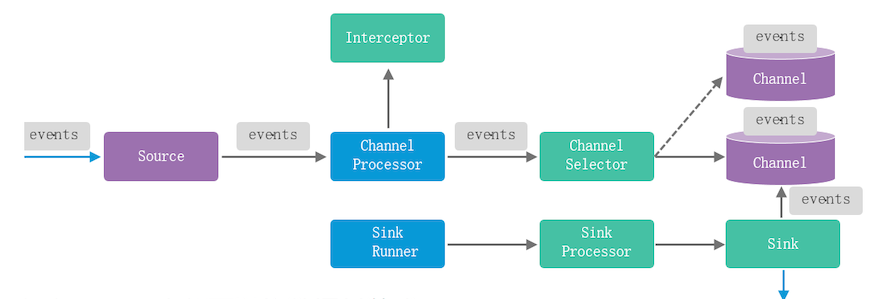 Interceptor
events
Channel
events
events
events
events
Source
Channel
Processor
Channel
Selector
Channel
events
Sink
Runner
Sink
Processor
Sink